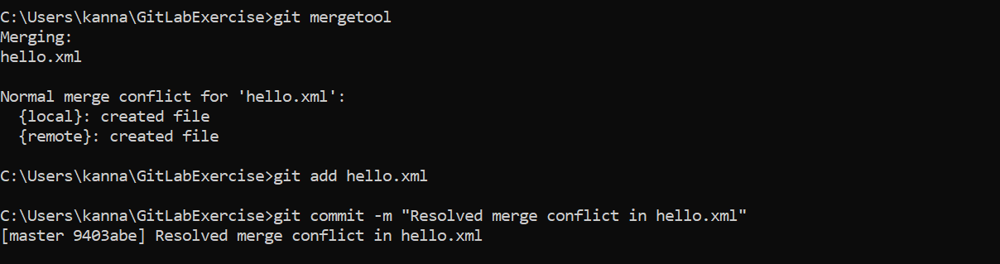 C:\Users\kanna\GitLabExercise>git mergetool
Merging:
hello.xml
Normal merge conflict for 'hello.xml':
  {local}: created file
  {remote}: created file
C:\Users\kanna\GitLabExercise>git add hello.xml
C:\Users\kanna\GitLabExercise>git commit -m "Resolved merge conflict in hello.xml"
[master 9403abe] Resolved merge conflict in hello.xml